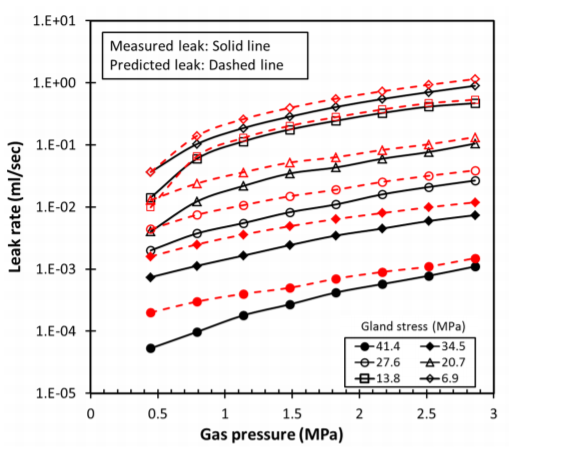 1.E+01
Measured leak: Solid line
Predicted leak: Dashed line
1.E+00
1.E-01
1.E-02
1.E-03
1.E-04
1.E-05
Leak rate (ml/sec)
Gland stress (MPa)
41.4 34.5
27.6 20.7
13.8 6.9
0 0.5 1 1.5 2 2.5 3
Gas pressure (MPa)